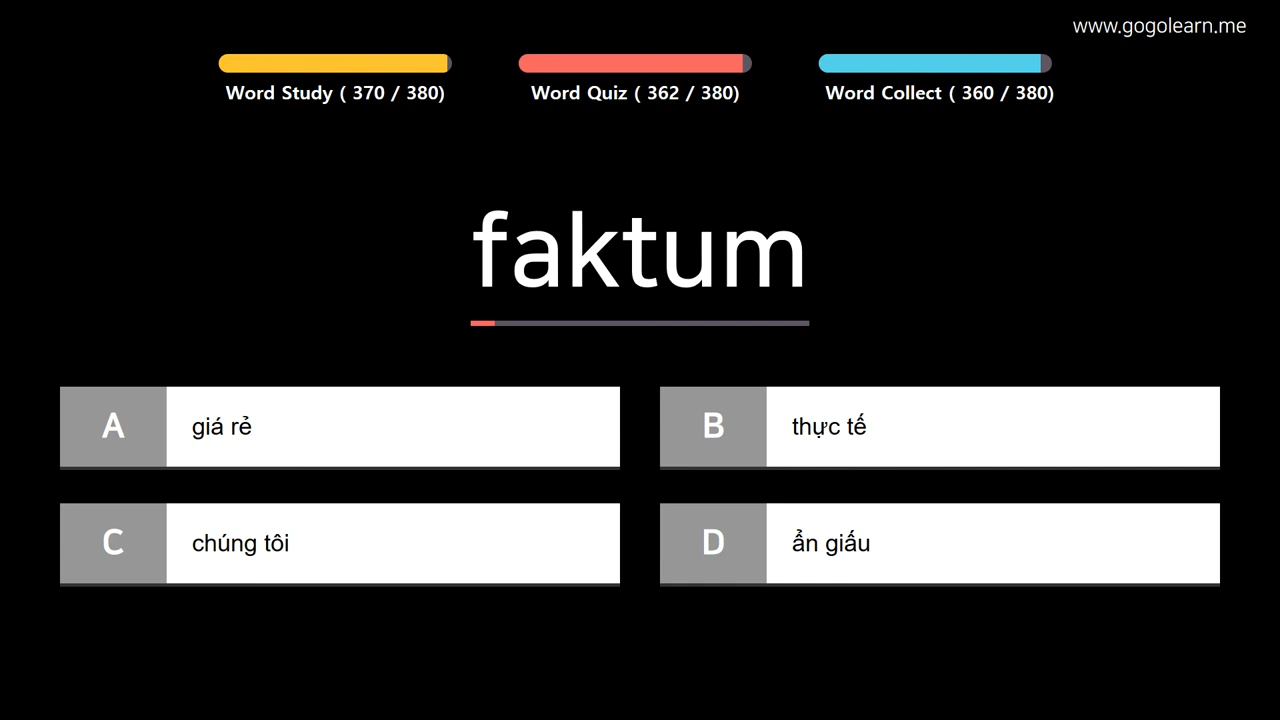 www.gogolearn.me
Word Study ( 370 / 380)
Word Quiz ( 362 / 380)
Word Collect ( 360 / 380)
faktum
A giá rẻ
B thực tế
C chúng tôi
D ẩn giấu